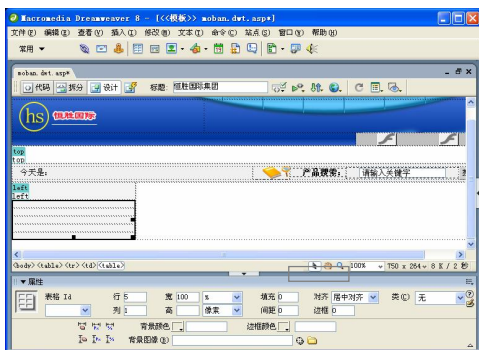 Macromedia Dreamweaver 8 - [<<模板>> moban.dwt.asp*]
文件(F) 编辑(E) 查看(V) 插入(I) 修改(M) 文本(T) 命令(C) 站点(S) 窗口(W) 帮助(H)
常用
moban.dwt.asp*
代码 拆分 设计 标题: 恒胜国际集团
hs 恒胜国际
top
top
今天是: 产品搜索: 请输入关键字
left
left
<body><table><tr><td><table> 100% 750 x 264 8 K / 2 秒
属性
表格 Id 行 5 宽 100 % 填充 0 对齐 居中对齐 类(C) 无
列 1 高 像素 间距 0 边框 0
背景颜色 边框颜色
背景图像(B)